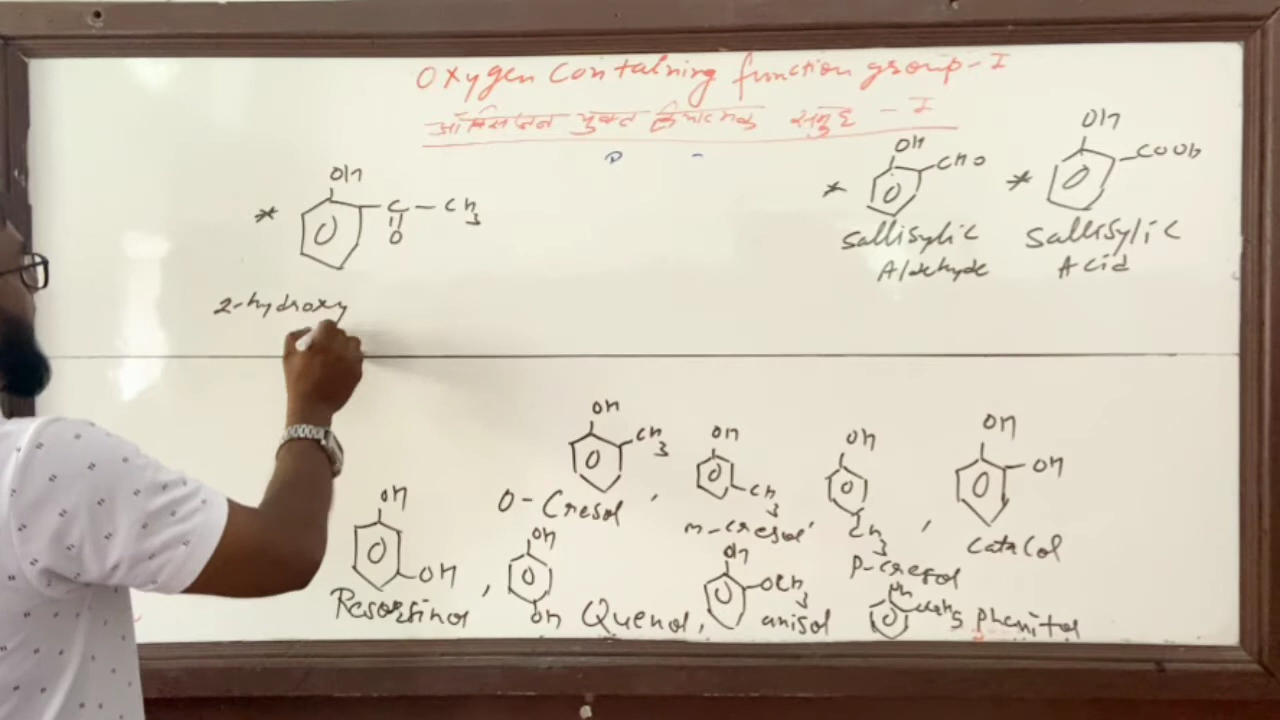 Oxygen Containing function group-I
ऑक्सिजन युक्त क्रियात्मक समुह - I
OH
C - CH3
O
2-hydroxy
OH
CHO
Sallisylic
Aldehyde
OH
COOH
Sallisylic
Acid
OH
CH3
O-Cresol,
OH
CH3
m-cresol,
OH
CH3
p-cresol,
OH
OH
Catacol
OH
OH
Resorsinol,
OH
OH
Quenol,
OH
OCH3
anisol
OH
phenitol